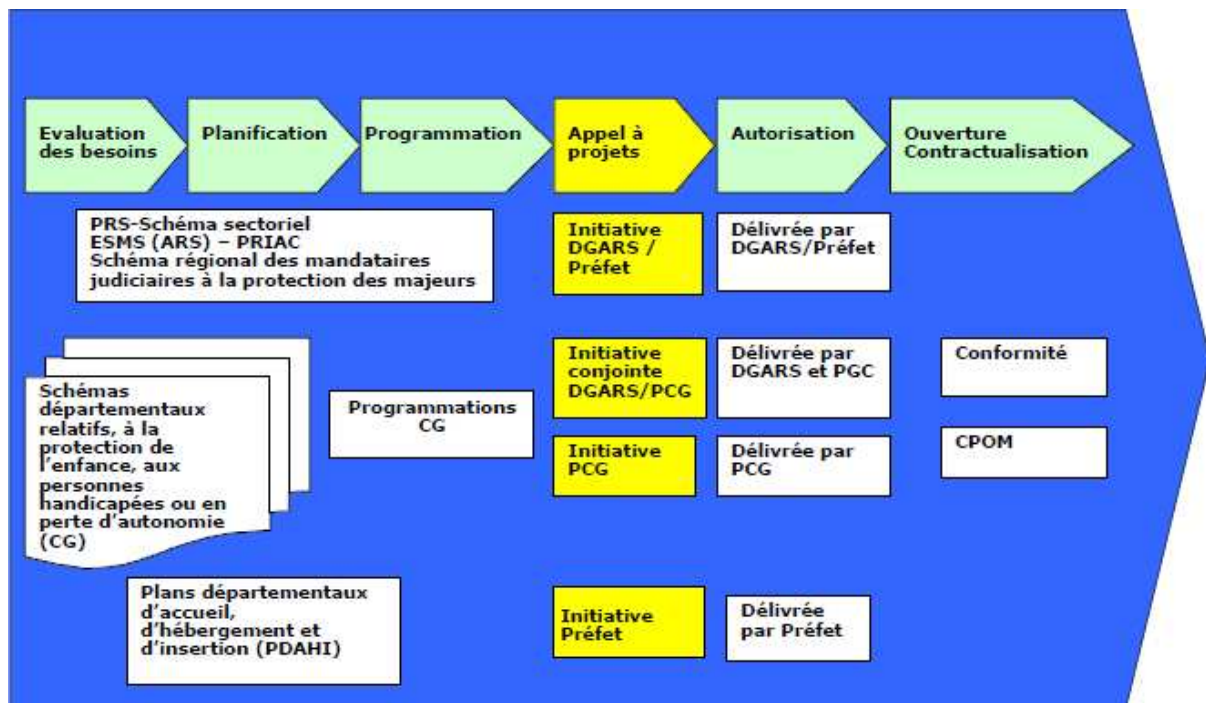 Evaluation
des besoins
Planification
Programmation
Appel à
projets
Autorisation
Ouverture
Contractualisation
PRS-Schéma sectoriel
ESMS (ARS) – PRIAC
Schéma régional des mandataires
judiciaires à la protection des majeurs
Initiative
DGARS /
Préfet
Délivrée par
DGARS/Préfet
Schémas
départementaux
relatifs, à la
protection de
l'enfance, aux
personnes
handicapées ou en
perte d'autonomie
(CG)
Programmations
CG
Initiative
conjointe
DGARS/PCG
Délivrée par
DGARS et PGC
Conformité
Initiative
PCG
Délivrée par
PCG
CPOM
Plans départementaux
d'accueil,
d'hébergement et
d'insertion (PDAHI)
Initiative
Préfet
Délivrée
par Préfet